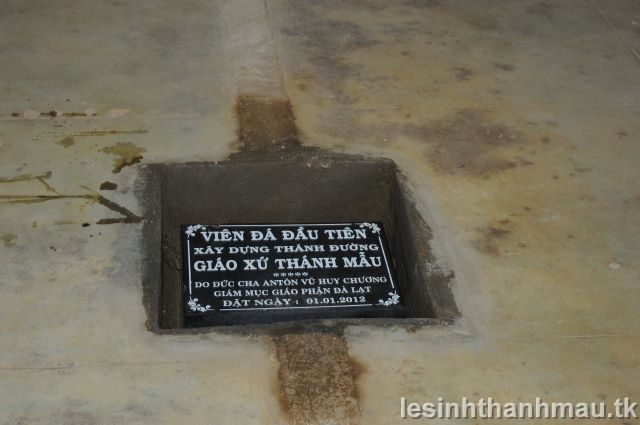 VIÊN ĐÁ ĐẦU TIÊN
XÂY DỰNG THÁNH ĐƯỜNG
GIÁO XỨ THÁNH MẪU
*****
DO ĐỨC CHA ANTÔN VŨ HUY CHƯƠNG
GIÁM MỤC GIÁO PHẬN ĐÀ LẠT
ĐẶT NGÀY : 01.01.2012
lesinhthanhmau.tk